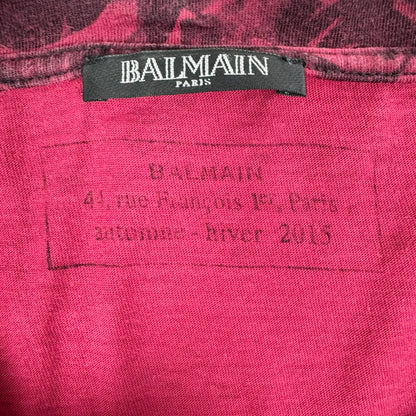 BALMAIN
PARIS
BALMAIN
44, rue François 1er, Paris
automne - hiver 2015